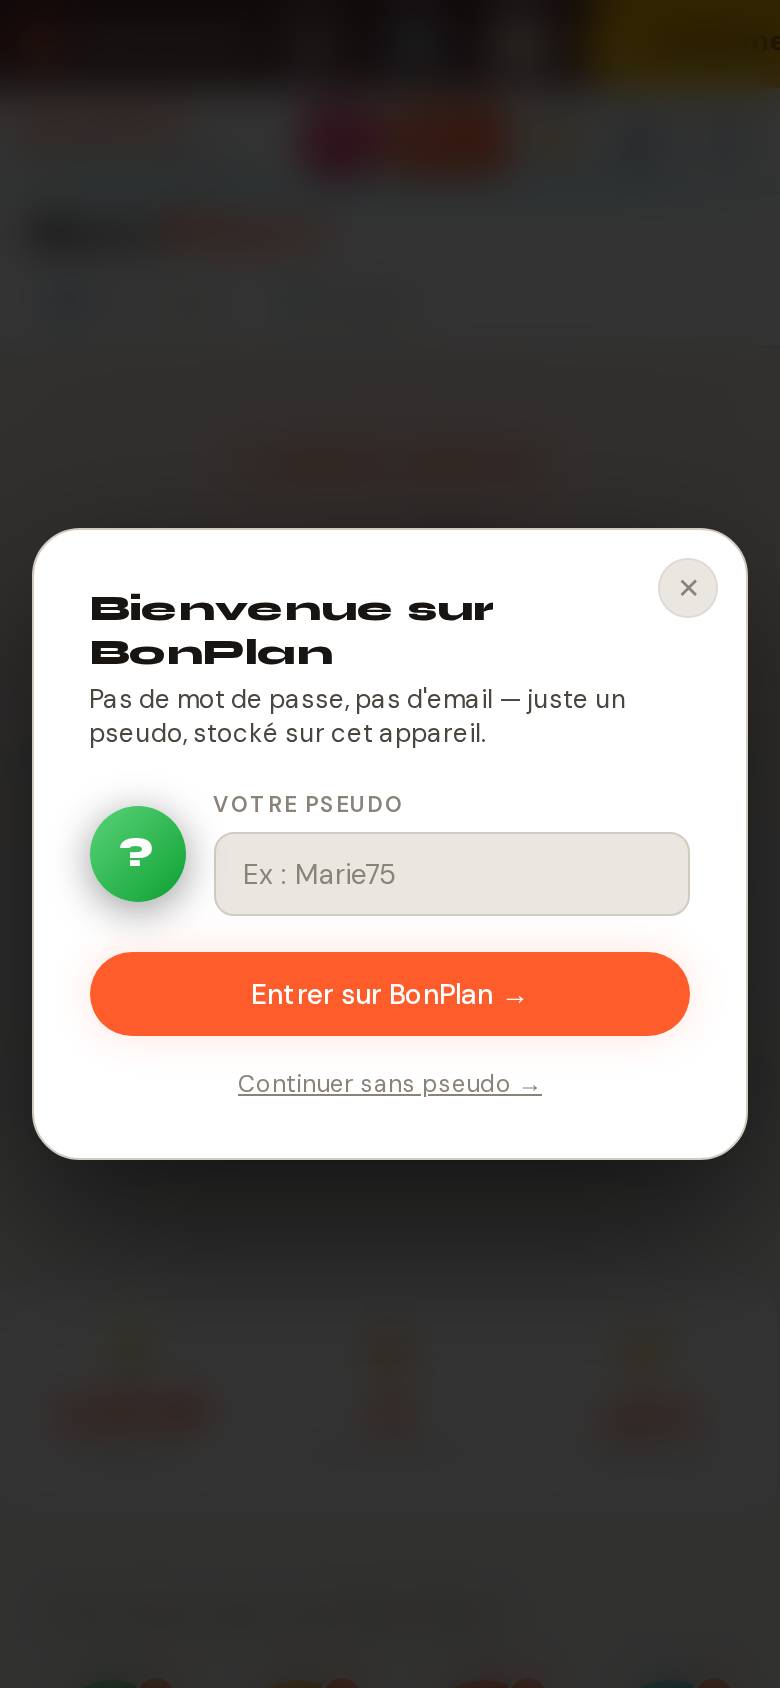 Bienvenue sur
BonPlan
Pas de mot de passe, pas d'email — juste un
pseudo, stocké sur cet appareil.
VOTRE PSEUDO
?
Ex : Marie75
Entrer sur BonPlan →
Continuer sans pseudo →